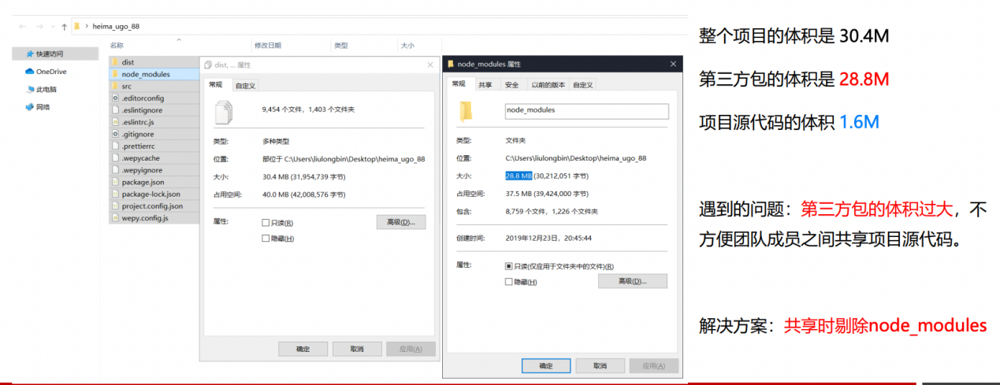 heima_ugo_88
名称
修改日期
类型
大小
快速访问
OneDrive
此电脑
网络
dist
node_modules
src
.editorconfig
.eslintignore
.eslintrc.js
.gitignore
.prettierrc
.wepycache
.wepyignore
package.json
package-lock.json
project.config.json
wepy.config.js
dist, ... 属性
常规
自定义
9,454 个文件，1,403 个文件夹
类型: 多种类型
位置: 部位于 C:\Users\liulongbin\Desktop\heima_ugo_88
大小: 30.4 MB (31,954,739 字节)
占用空间: 40.0 MB (42,008,576 字节)
属性: 只读(R) 高级(D)...
隐藏(H)
确定 取消 应用(A)
node_modules 属性
常规 共享 安全 以前的版本 自定义
node_modules
类型: 文件夹
位置: C:\Users\liulongbin\Desktop\heima_ugo_88
大小: 28.8 MB (30,212,051 字节)
占用空间: 37.5 MB (39,424,000 字节)
包含: 8,759 个文件，1,226 个文件夹
创建时间: 2019年12月23日，20:45:44
属性: 只读(仅应用于文件夹中的文件)(R)
隐藏(H) 高级(D)...
确定 取消 应用(A)
整个项目的体积是 30.4M
第三方包的体积是 28.8M
项目源代码的体积 1.6M
遇到的问题：第三方包的体积过大，不
方便团队成员之间共享项目源代码。
解决方案：共享时剔除node_modules